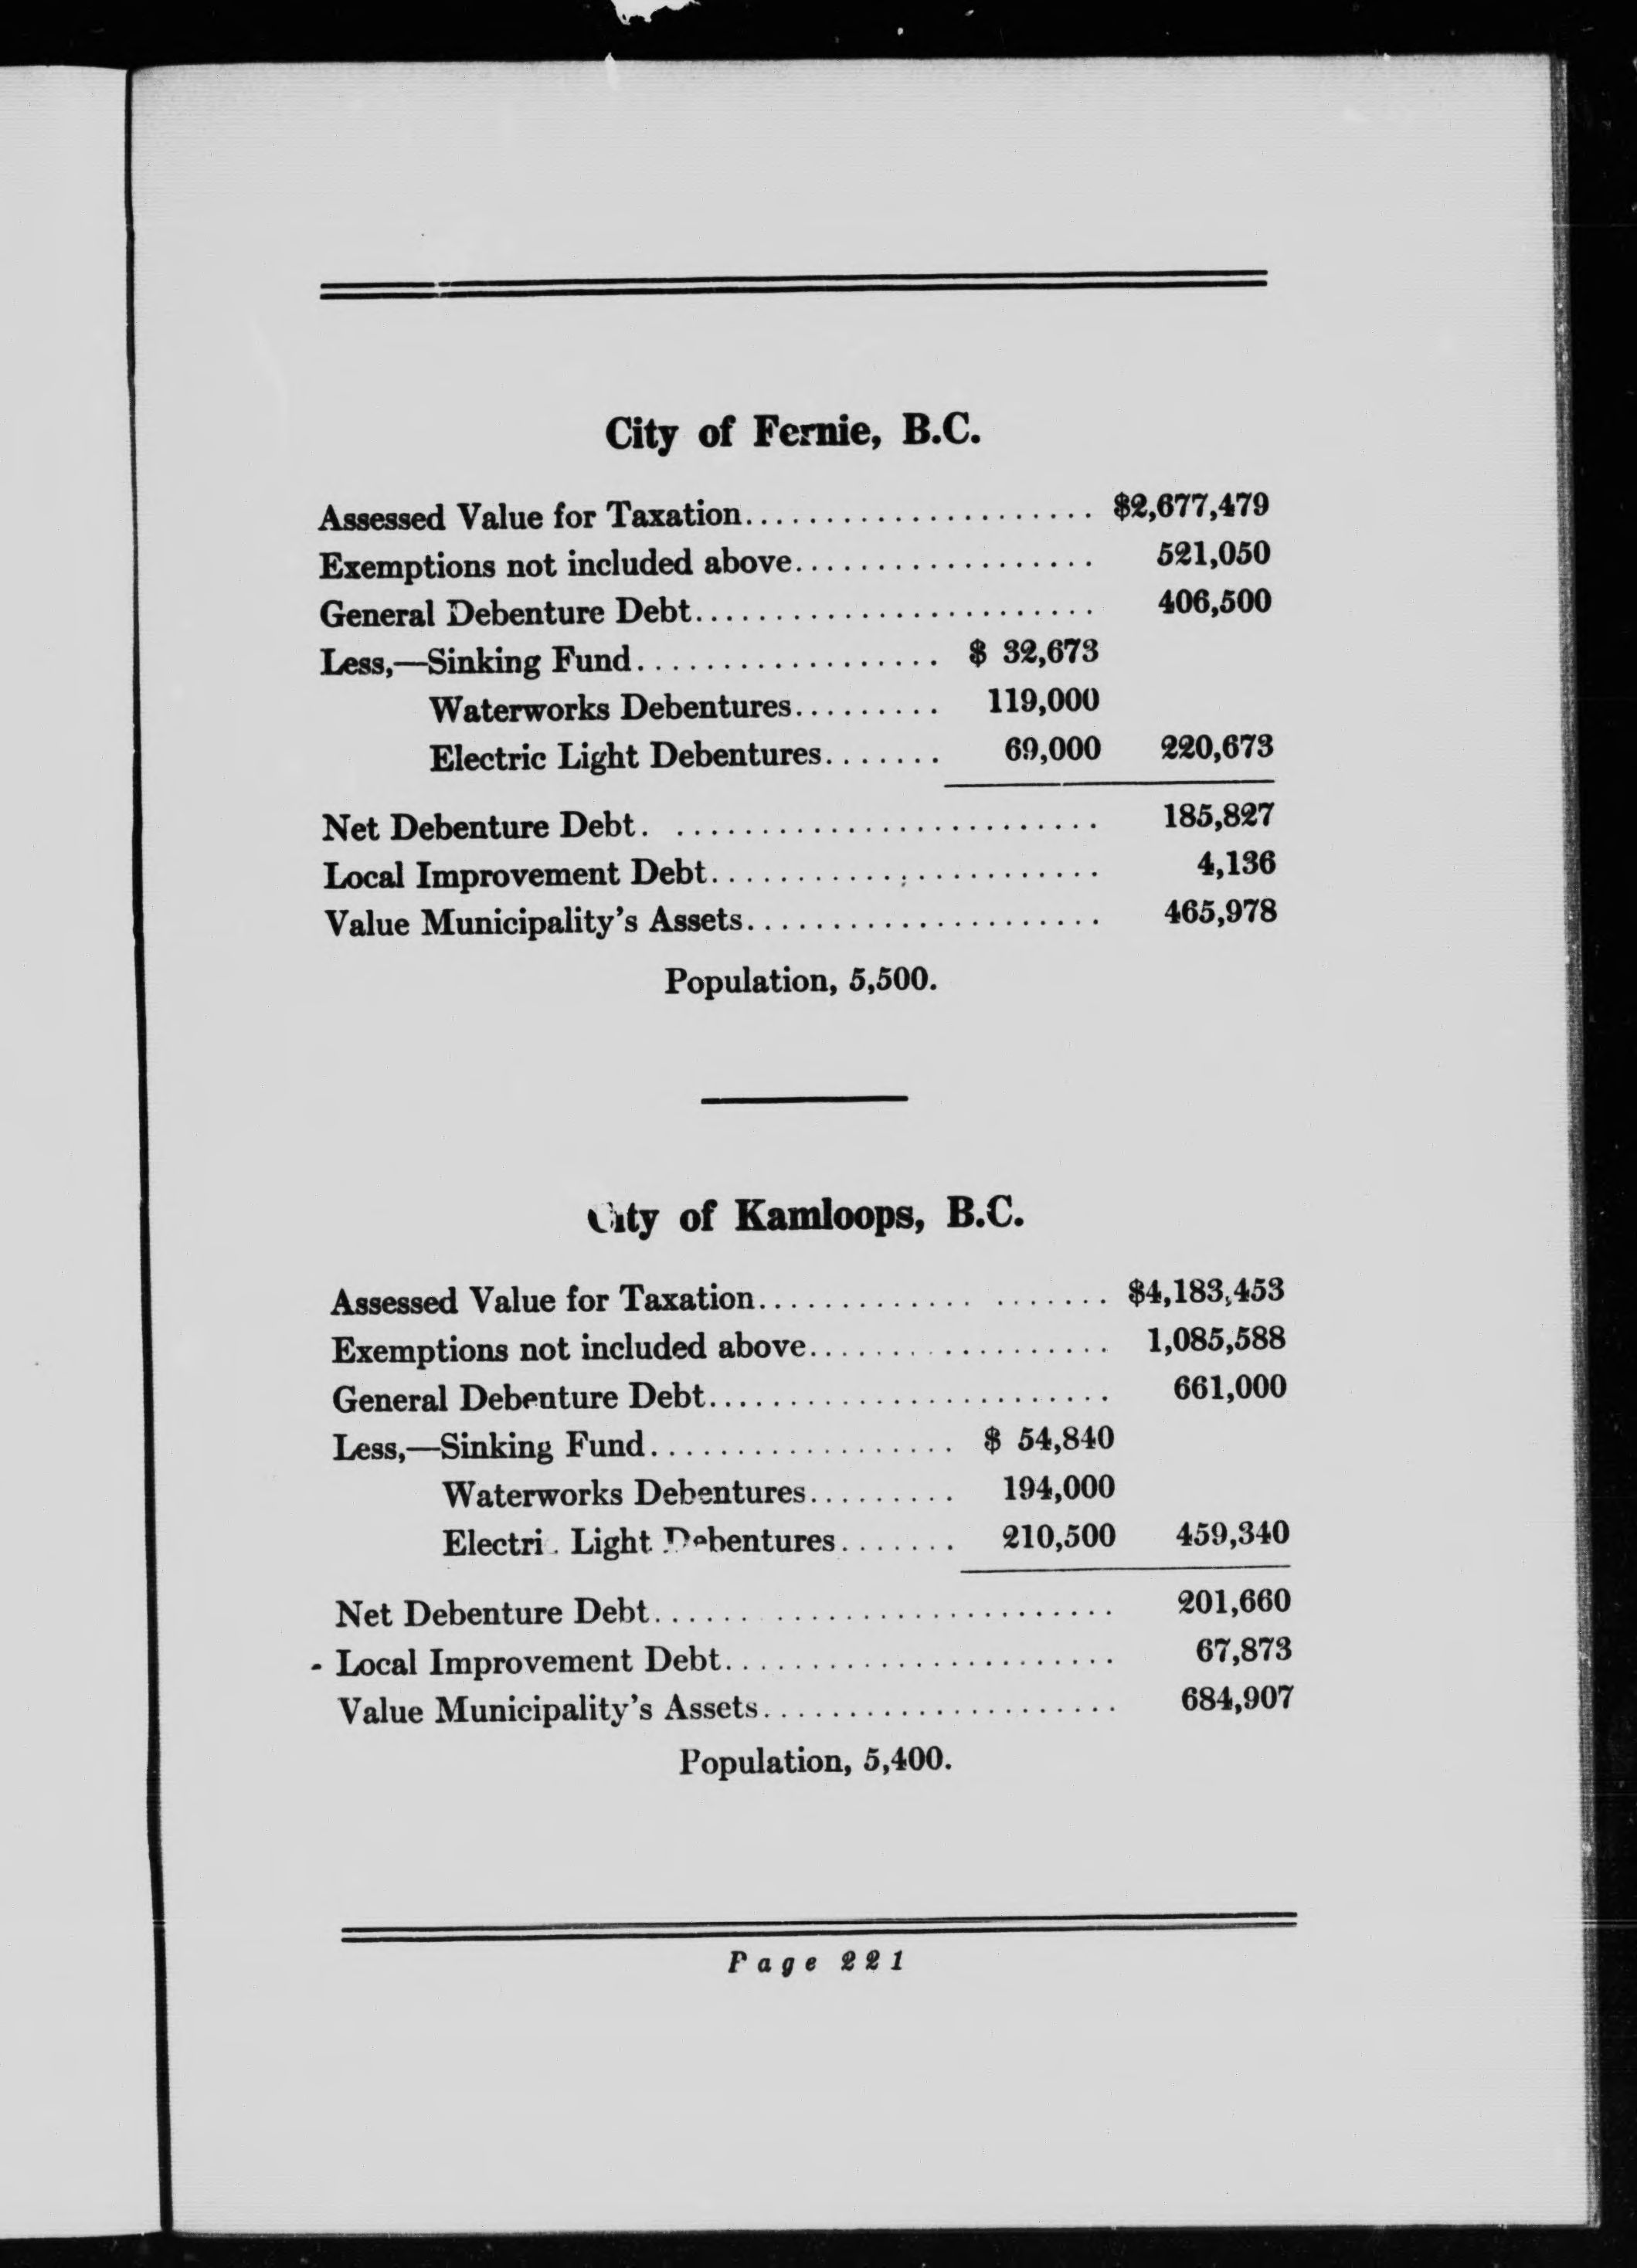 City of Fernie, B.C.
Assessed Value for Taxation...................... $2,677,479
Exemptions not included above................... 521,050
General Debenture Debt......................... 406,500
Less,—Sinking Fund................... $ 32,673
Waterworks Debentures......... 119,000
Electric Light Debentures....... 69,000 220,673
Net Debenture Debt. .......................... 185,827
Local Improvement Debt......................... 4,136
Value Municipality's Assets...................... 465,978
Population, 5,500.
City of Kamloops, B.C.
Assessed Value for Taxation............. ....... $4,183,453
Exemptions not included above................... 1,085,588
General Debenture Debt......................... 661,000
Less,—Sinking Fund................... $ 54,840
Waterworks Debentures......... 194,000
Electri. Light Debentures....... 210,500 459,340
Net Debenture Debt............................ 201,660
- Local Improvement Debt......................... 67,873
Value Municipality's Assets...................... 684,907
Population, 5,400.
Page 221